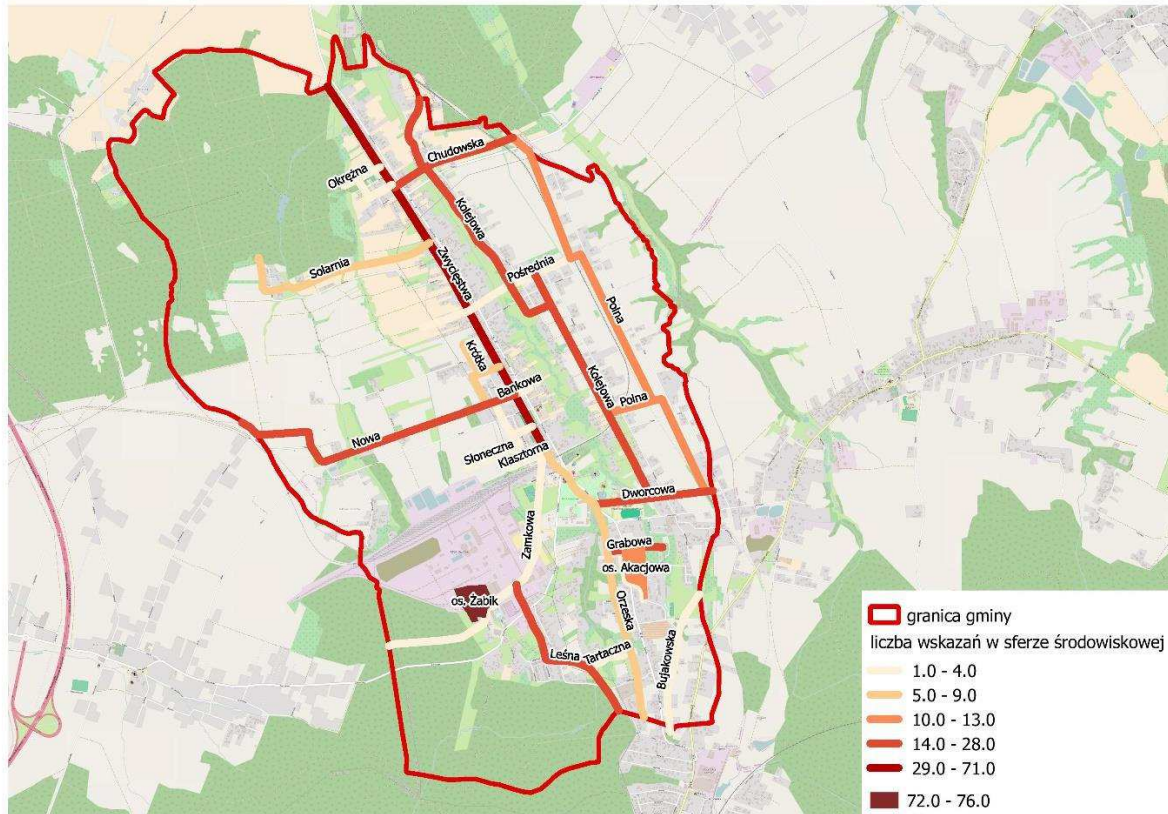 Chudowska
Okrężna
Kolejowa
Solarnia
Zwycięstwa
Pośrednia
Polna
Krótka
Bankowa
Kolejowa
Polna
Nowa
Słoneczna
Klasztorna
Dworcowa
Zamkowa
Grabowa
os. Akacjowa
os. Żabik
Orzeska
Leśna
Tartaczna
Bujakowska
granica gminy
liczba wskazań w sferze środowiskowej
1.0 - 4.0
5.0 - 9.0
10.0 - 13.0
14.0 - 28.0
29.0 - 71.0
72.0 - 76.0